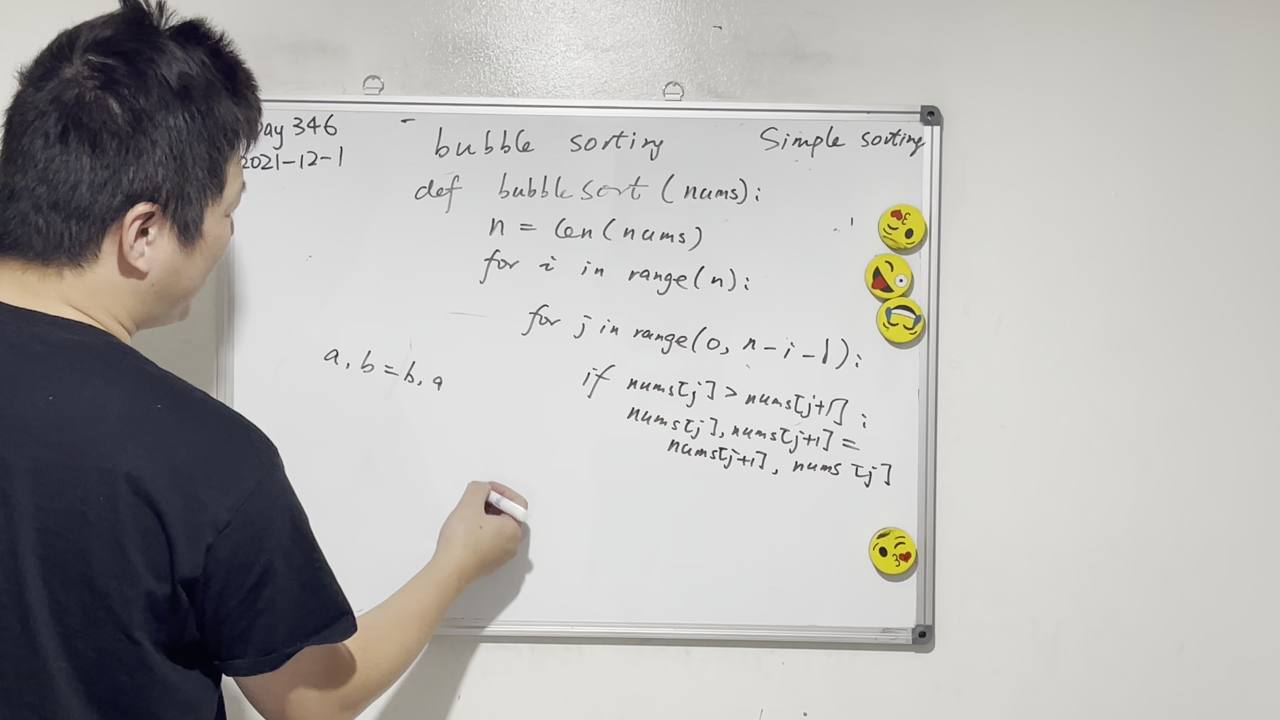 Day 346
2021-12-1
bubble sorting
Simple sorting
def bubblesort (nums):
n = len(nums)
for i in range(n):
for j in range(0, n-i-1):
if nums[j] > nums[j+1]:
nums[j], nums[j+1] =
nums[j+1], nums[j]
a, b = b, a